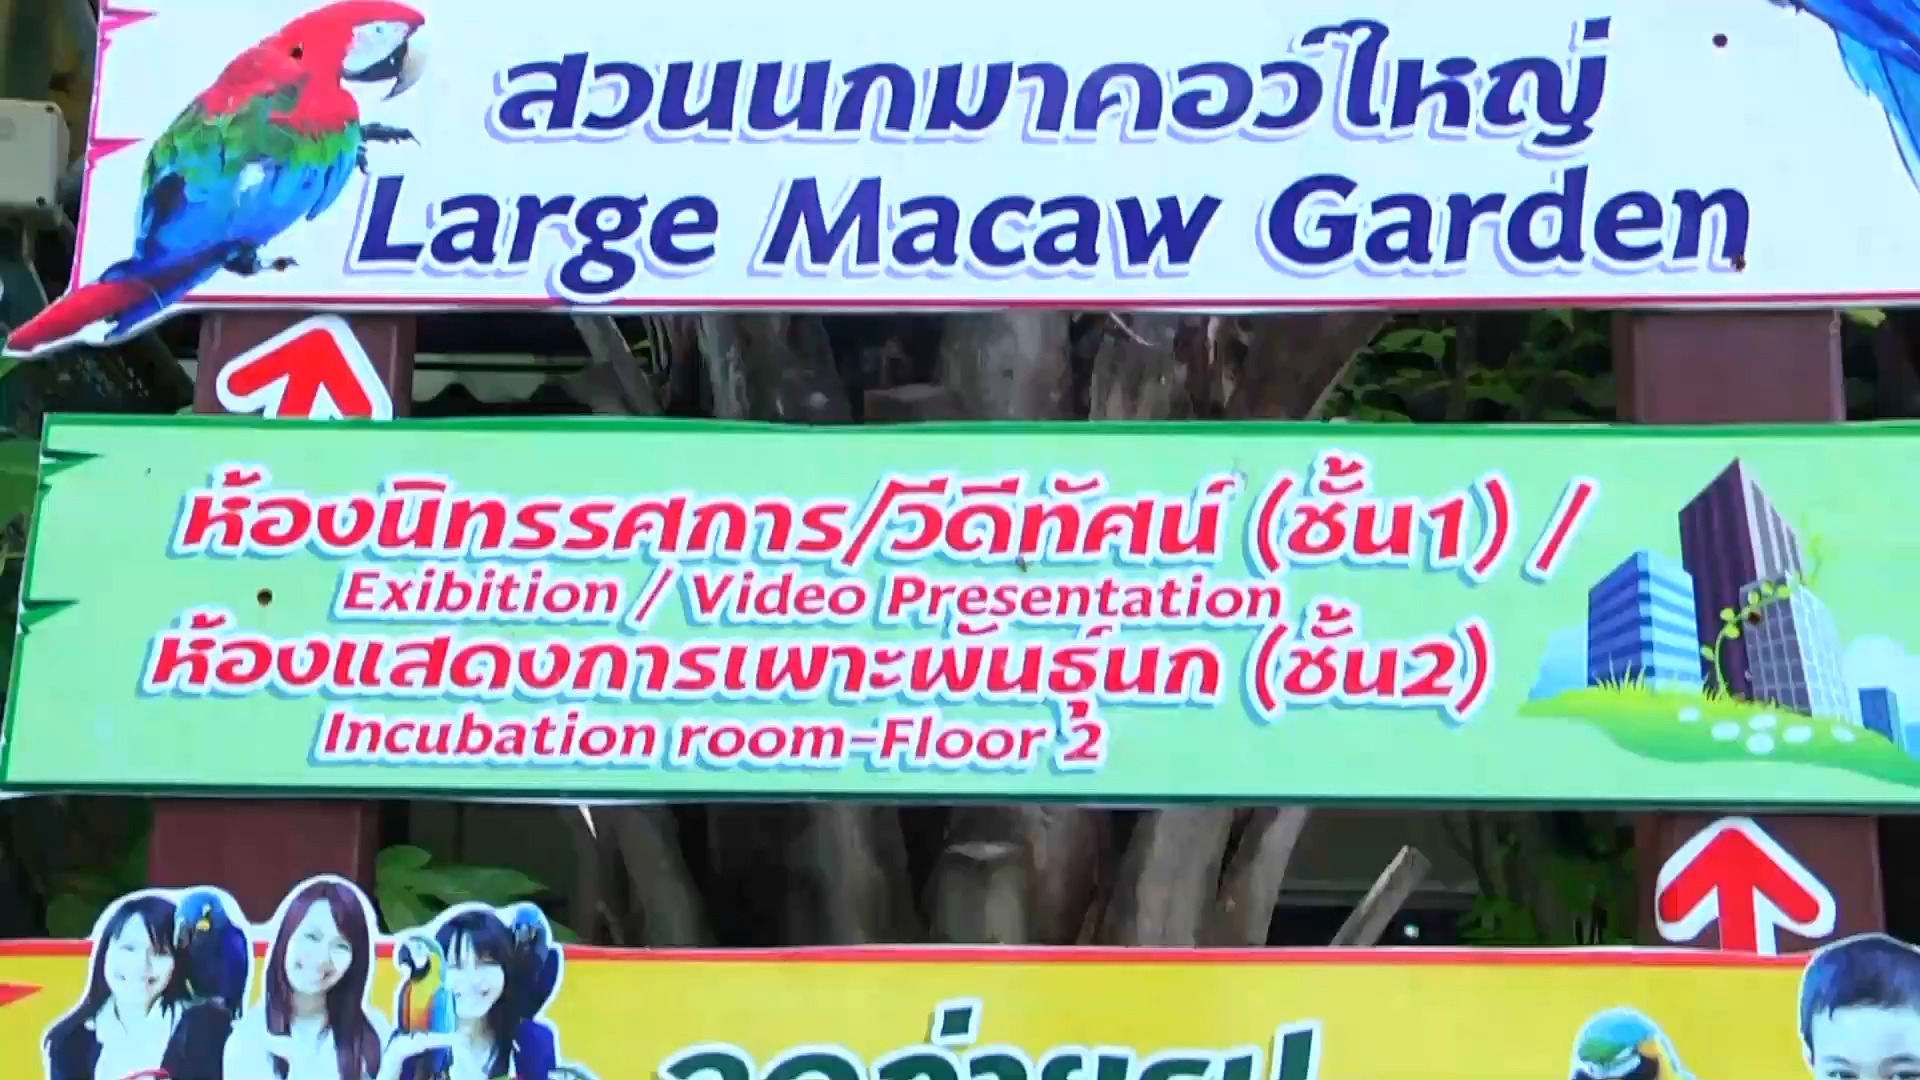 สวนนกมาคอว์ใหญ่
Large Macaw Garden
ห้องนิทรรศการ/วีดีทัศน์ (ชั้น1) /
Exibition / Video Presentation
ห้องแสดงการเพาะพันธุ์นก (ชั้น2)
Incubation room-Floor 2